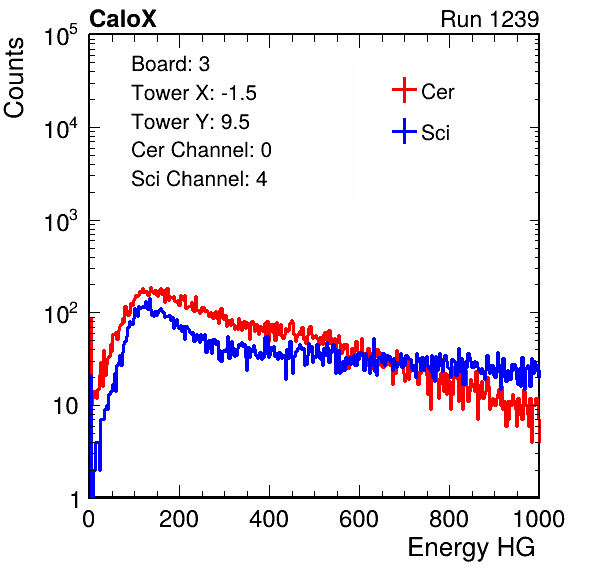 CaloX Run 1239
Counts
Board: 3
Tower X: -1.5
Tower Y: 9.5
Cer Channel: 0
Sci Channel: 4
Cer
Sci
10^5
10^4
10^3
10^2
10
1
0 200 400 600 800 1000
Energy HG